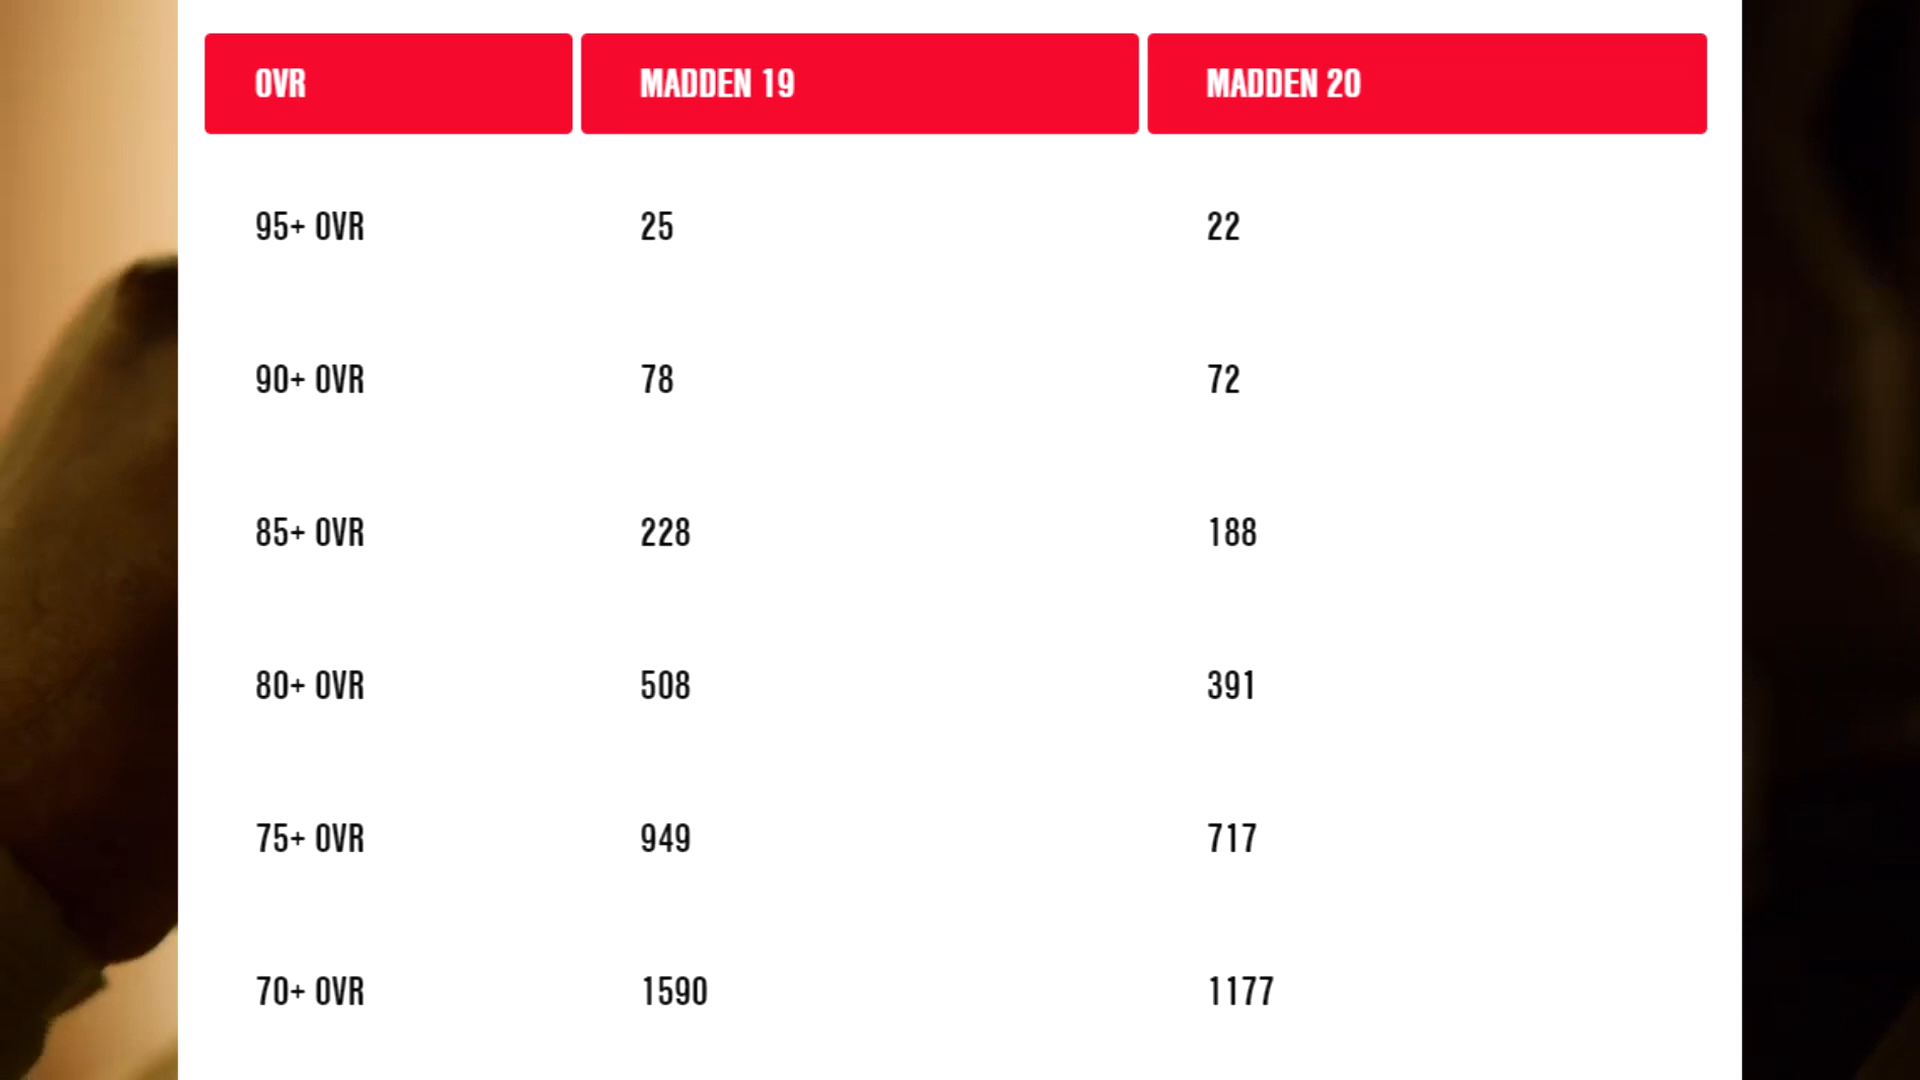 OVR MADDEN 19 MADDEN 20
95+ OVR 25 22
90+ OVR 78 72
85+ OVR 228 188
80+ OVR 508 391
75+ OVR 949 717
70+ OVR 1590 1177